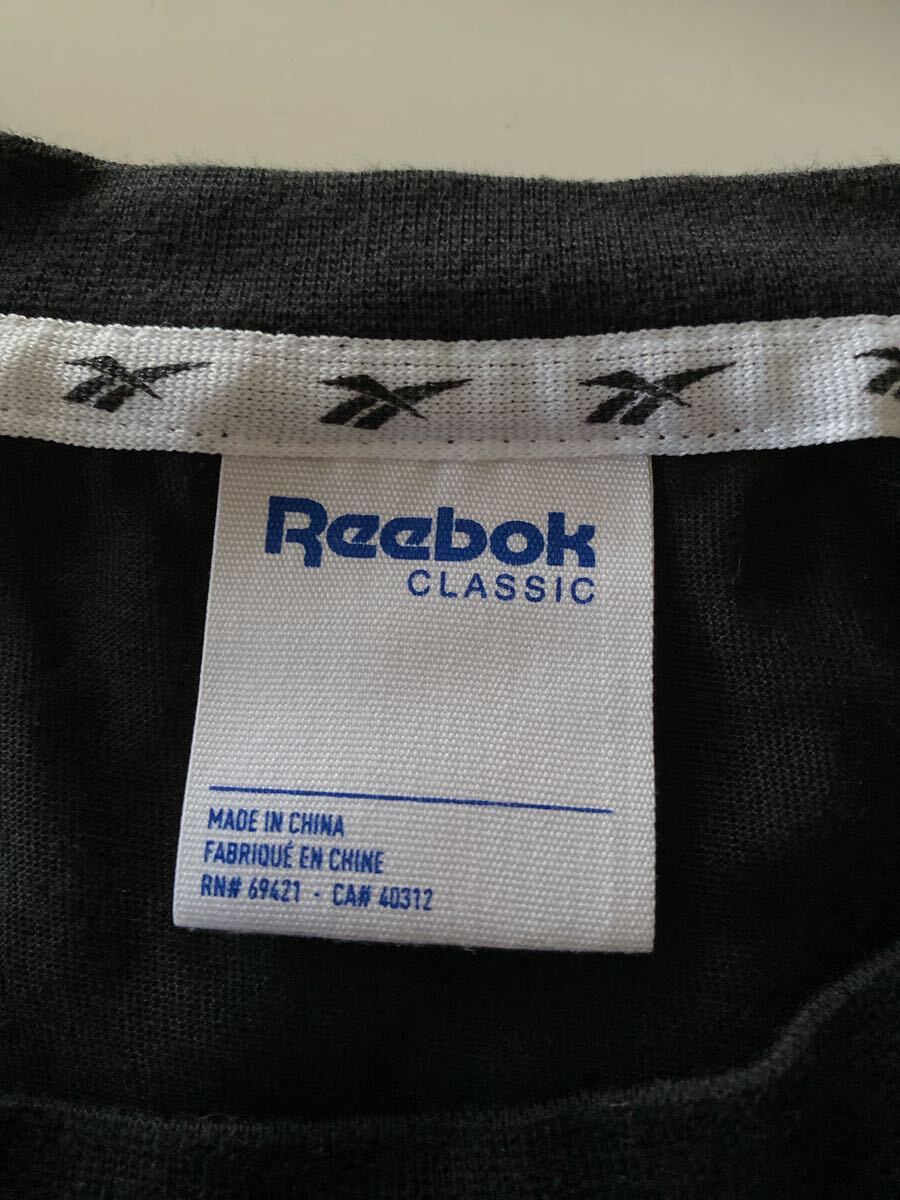 Reebok
CLASSIC
MADE IN CHINA
FABRIQUÉ EN CHINE
RN# 69421 - CA# 40312